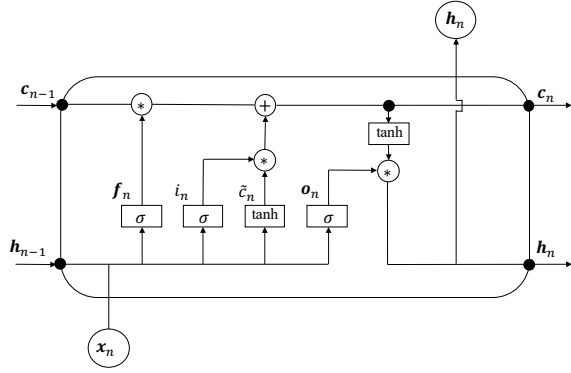 h_n
c_{n-1}
c_n
*
+
tanh
*
*
f_n
i_n
c̃_n
o_n
σ
σ
tanh
σ
h_{n-1}
h_n
x_n